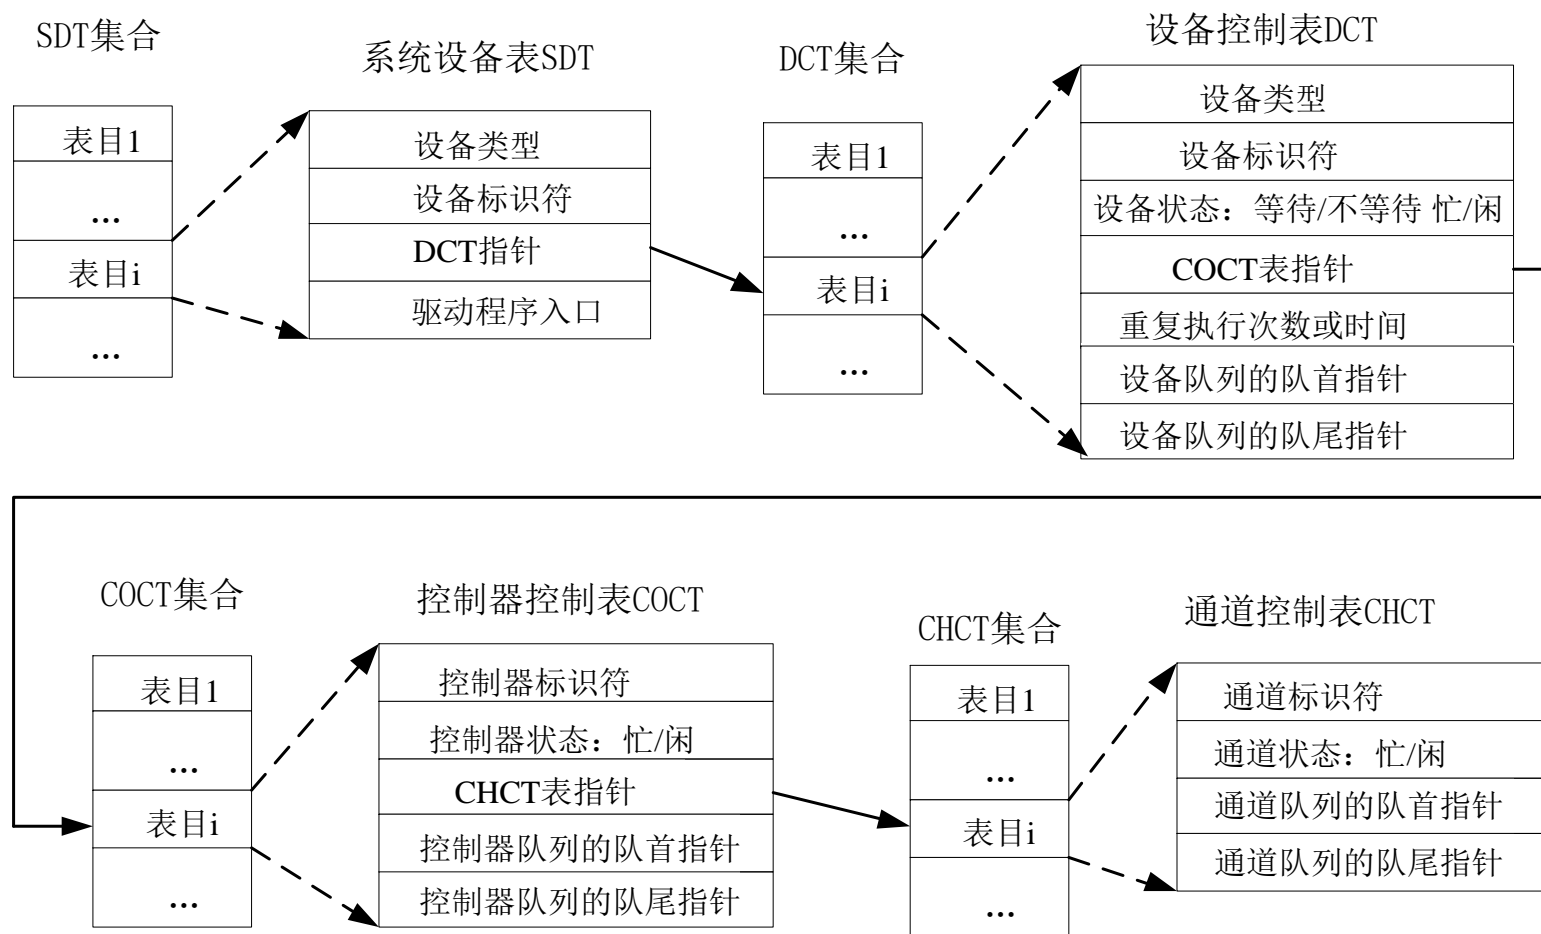 SDT集合
系统设备表SDT
DCT集合
设备控制表DCT
表目1
...
表目i
...
设备类型
设备标识符
DCT指针
驱动程序入口
表目1
...
表目i
...
设备类型
设备标识符
设备状态：等待/不等待 忙/闲
COCT表指针
重复执行次数或时间
设备队列的队首指针
设备队列的队尾指针
COCT集合
控制器控制表COCT
CHCT集合
通道控制表CHCT
表目1
...
表目i
...
控制器标识符
控制器状态：忙/闲
CHCT表指针
控制器队列的队首指针
控制器队列的队尾指针
表目1
...
表目i
...
通道标识符
通道状态：忙/闲
通道队列的队首指针
通道队列的队尾指针